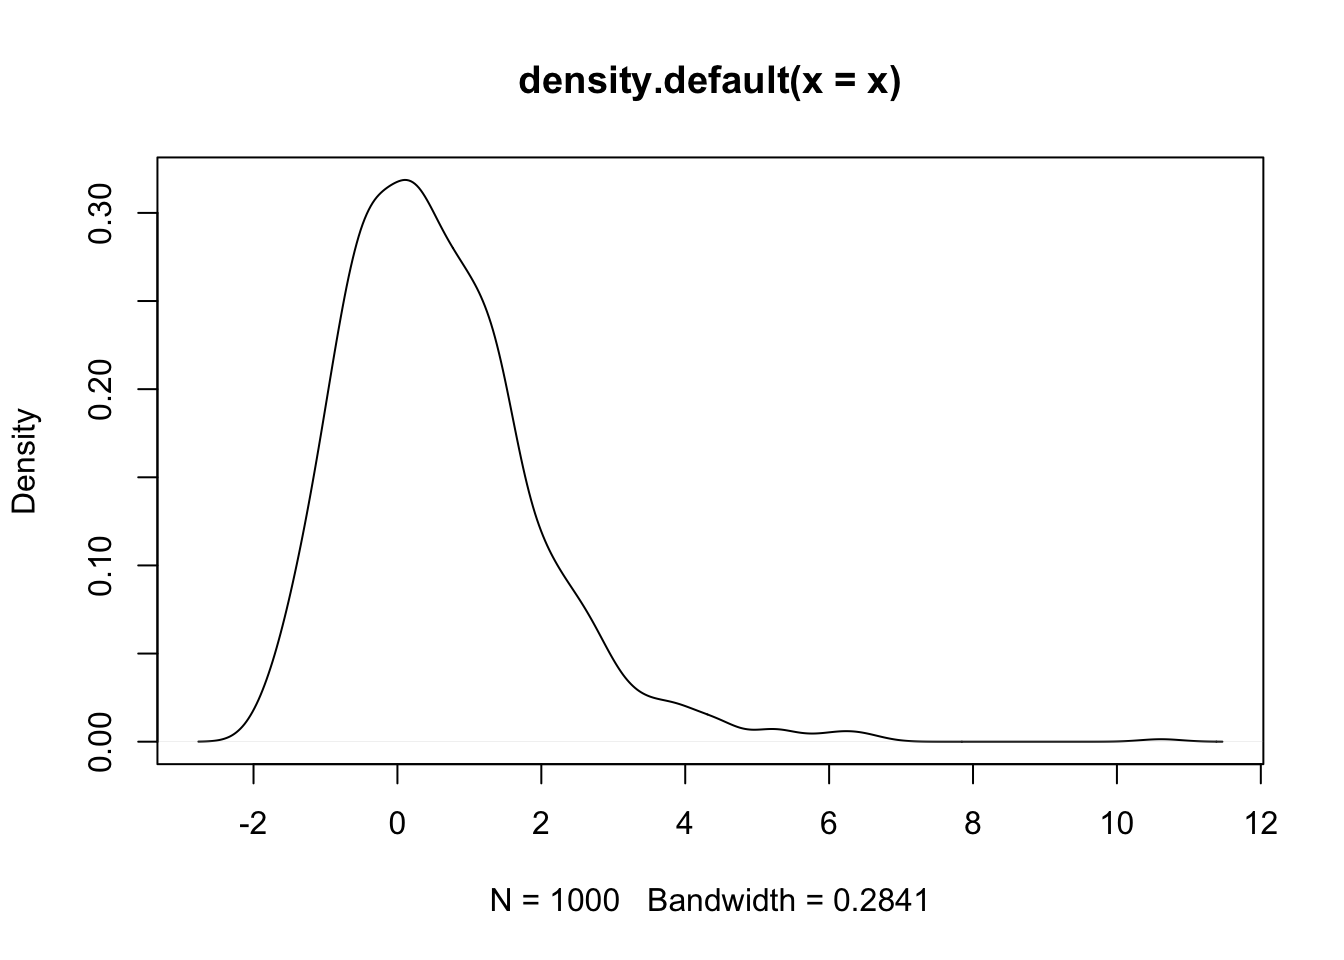 density.default(x = x)
Density
0.30
0.20
0.10
0.00
-2 0 2 4 6 8 10 12
N = 1000 Bandwidth = 0.2841